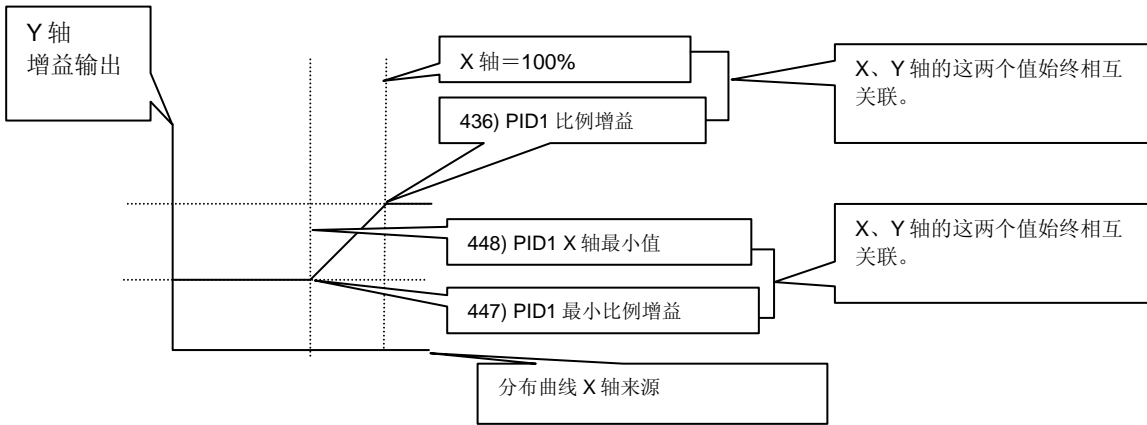 Y 轴
增益输出
X 轴＝100%
436) PID1 比例增益
X、Y 轴的这两个值始终相互
关联。
448) PID1 X 轴最小值
447) PID1 最小比例增益
X、Y 轴的这两个值始终相互
关联。
分布曲线 X 轴来源